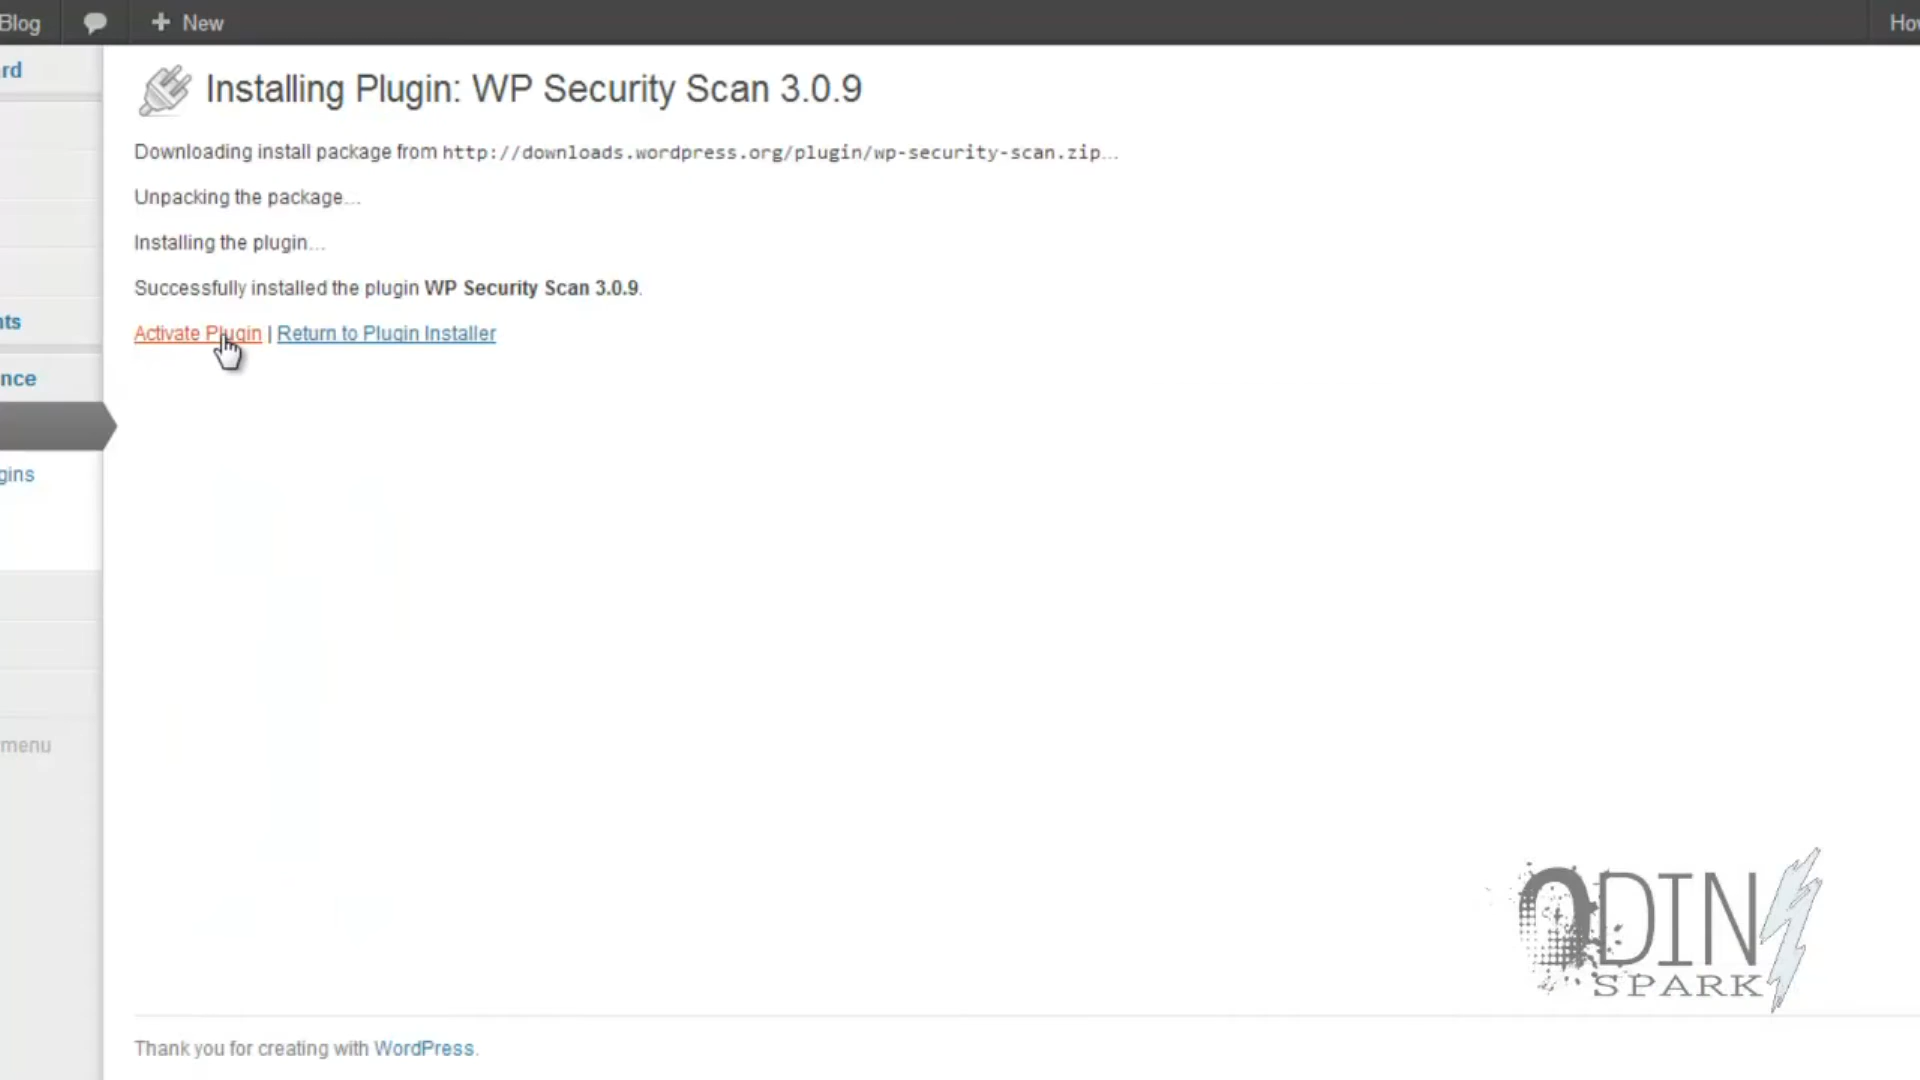 Blog
New
How
rd
Installing Plugin: WP Security Scan 3.0.9
Downloading install package from http://downloads.wordpress.org/plugin/wp-security-scan.zip…
Unpacking the package…
Installing the plugin…
Successfully installed the plugin WP Security Scan 3.0.9.
nts
Activate Plugin | Return to Plugin Installer
nce
gins
menu
ODIN
SPARK
Thank you for creating with WordPress.